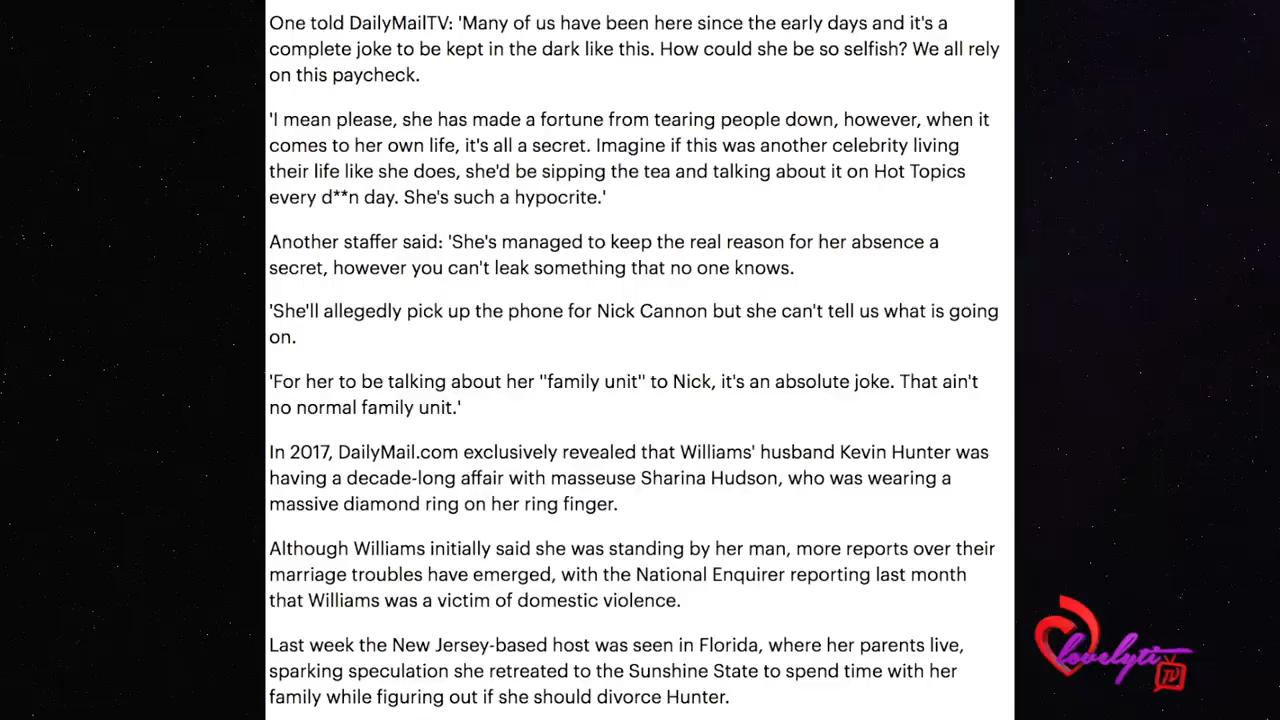 One told DailyMailTV: 'Many of us have been here since the early days and it's a
complete joke to be kept in the dark like this. How could she be so selfish? We all rely
on this paycheck.
'I mean please, she has made a fortune from tearing people down, however, when it
comes to her own life, it's all a secret. Imagine if this was another celebrity living
their life like she does, she'd be sipping the tea and talking about it on Hot Topics
every d**n day. She's such a hypocrite.'
Another staffer said: 'She's managed to keep the real reason for her absence a
secret, however you can't leak something that no one knows.
'She'll allegedly pick up the phone for Nick Cannon but she can't tell us what is going
on.
'For her to be talking about her "family unit" to Nick, it's an absolute joke. That ain't
no normal family unit.'
In 2017, DailyMail.com exclusively revealed that Williams' husband Kevin Hunter was
having a decade-long affair with masseuse Sharina Hudson, who was wearing a
massive diamond ring on her ring finger.
Although Williams initially said she was standing by her man, more reports over their
marriage troubles have emerged, with the National Enquirer reporting last month
that Williams was a victim of domestic violence.
Last week the New Jersey-based host was seen in Florida, where her parents live,
sparking speculation she retreated to the Sunshine State to spend time with her
family while figuring out if she should divorce Hunter.
lovelyti
TV